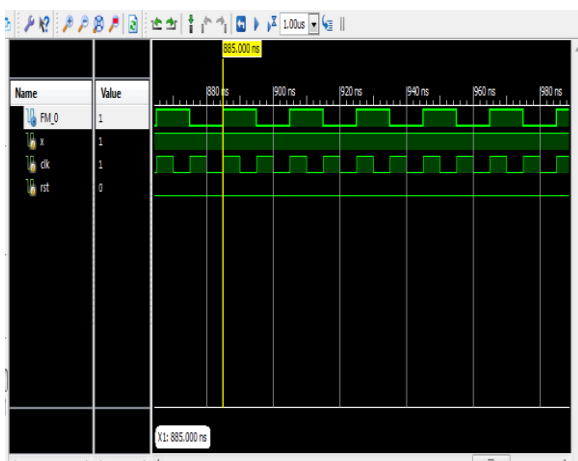 1.00us
885.000 ns
Name Value
880 ns 900 ns 920 ns 940 ns 960 ns 980 ns
FM_0 1
x 1
clk 1
rst 0
X1: 885.000 ns